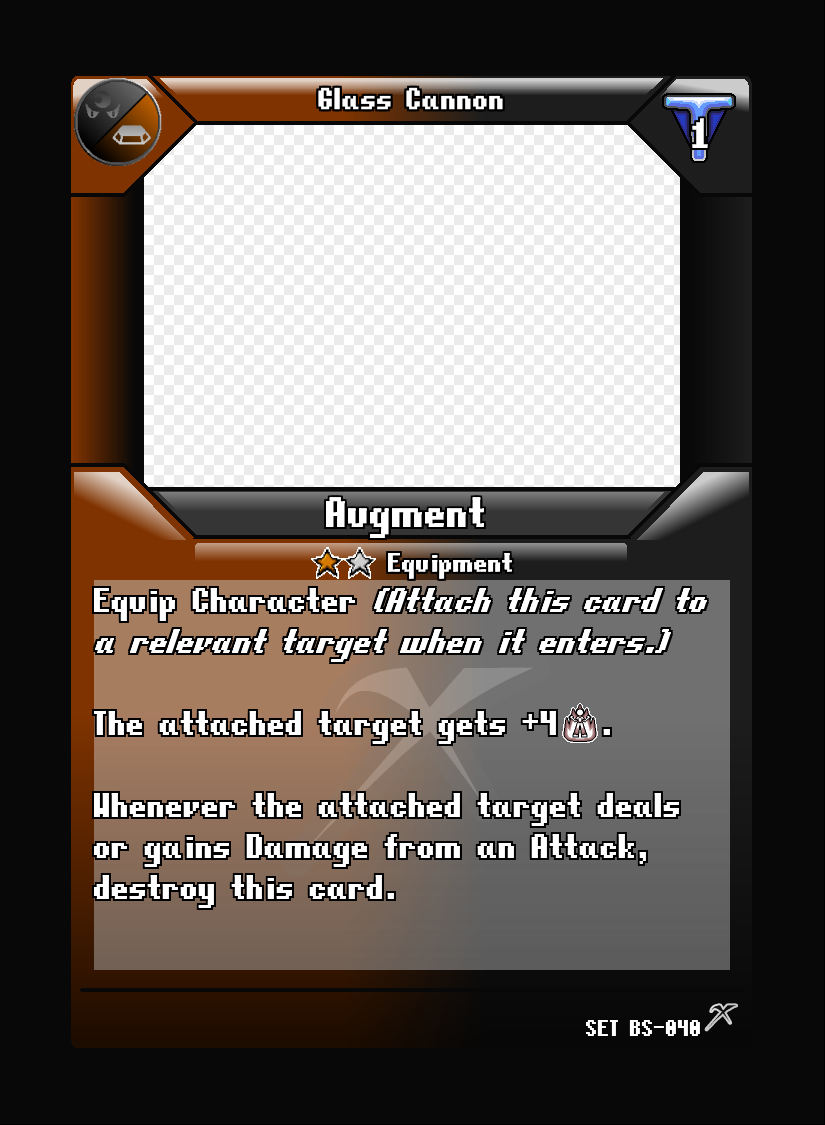 Glass Cannon
1
Augment
Equipment
Equip Character (Attach this card to
a relevant target when it enters.)
The attached target gets +4 .
Whenever the attached target deals
or gains Damage from an Attack,
destroy this card.
SET BS-040